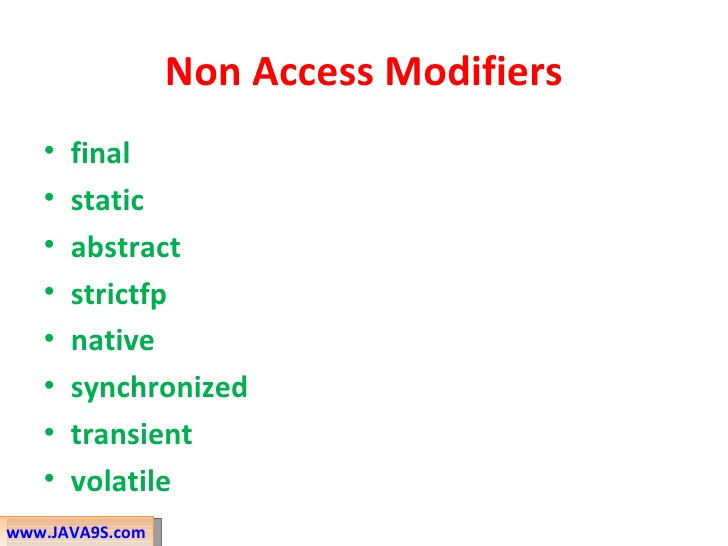 Non Access Modifiers
• final
• static
• abstract
• strictfp
• native
• synchronized
• transient
• volatile
www.JAVA9S.com